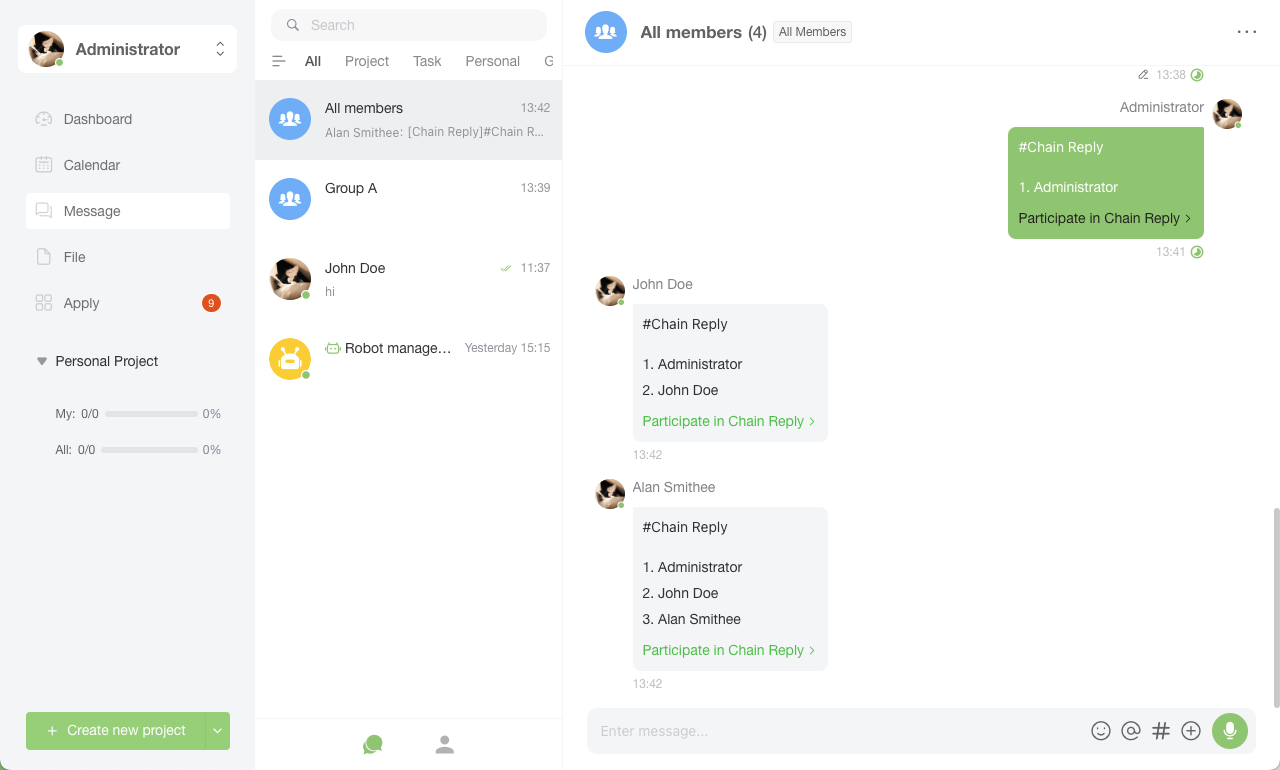 Administrator
Dashboard
Calendar
Message
File
Apply
9
Personal Project
My: 0/0 0%
All: 0/0 0%
+ Create new project
Search
All Project Task Personal G
All members 13:42
Alan Smithee: [Chain Reply]#Chain R...
Group A 13:39
John Doe 11:37
hi
Robot manage... Yesterday 15:15
All members (4) All Members
13:38
Administrator
#Chain Reply
1. Administrator
Participate in Chain Reply >
13:41
John Doe
#Chain Reply
1. Administrator
2. John Doe
Participate in Chain Reply >
13:42
Alan Smithee
#Chain Reply
1. Administrator
2. John Doe
3. Alan Smithee
Participate in Chain Reply >
13:42
Enter message...